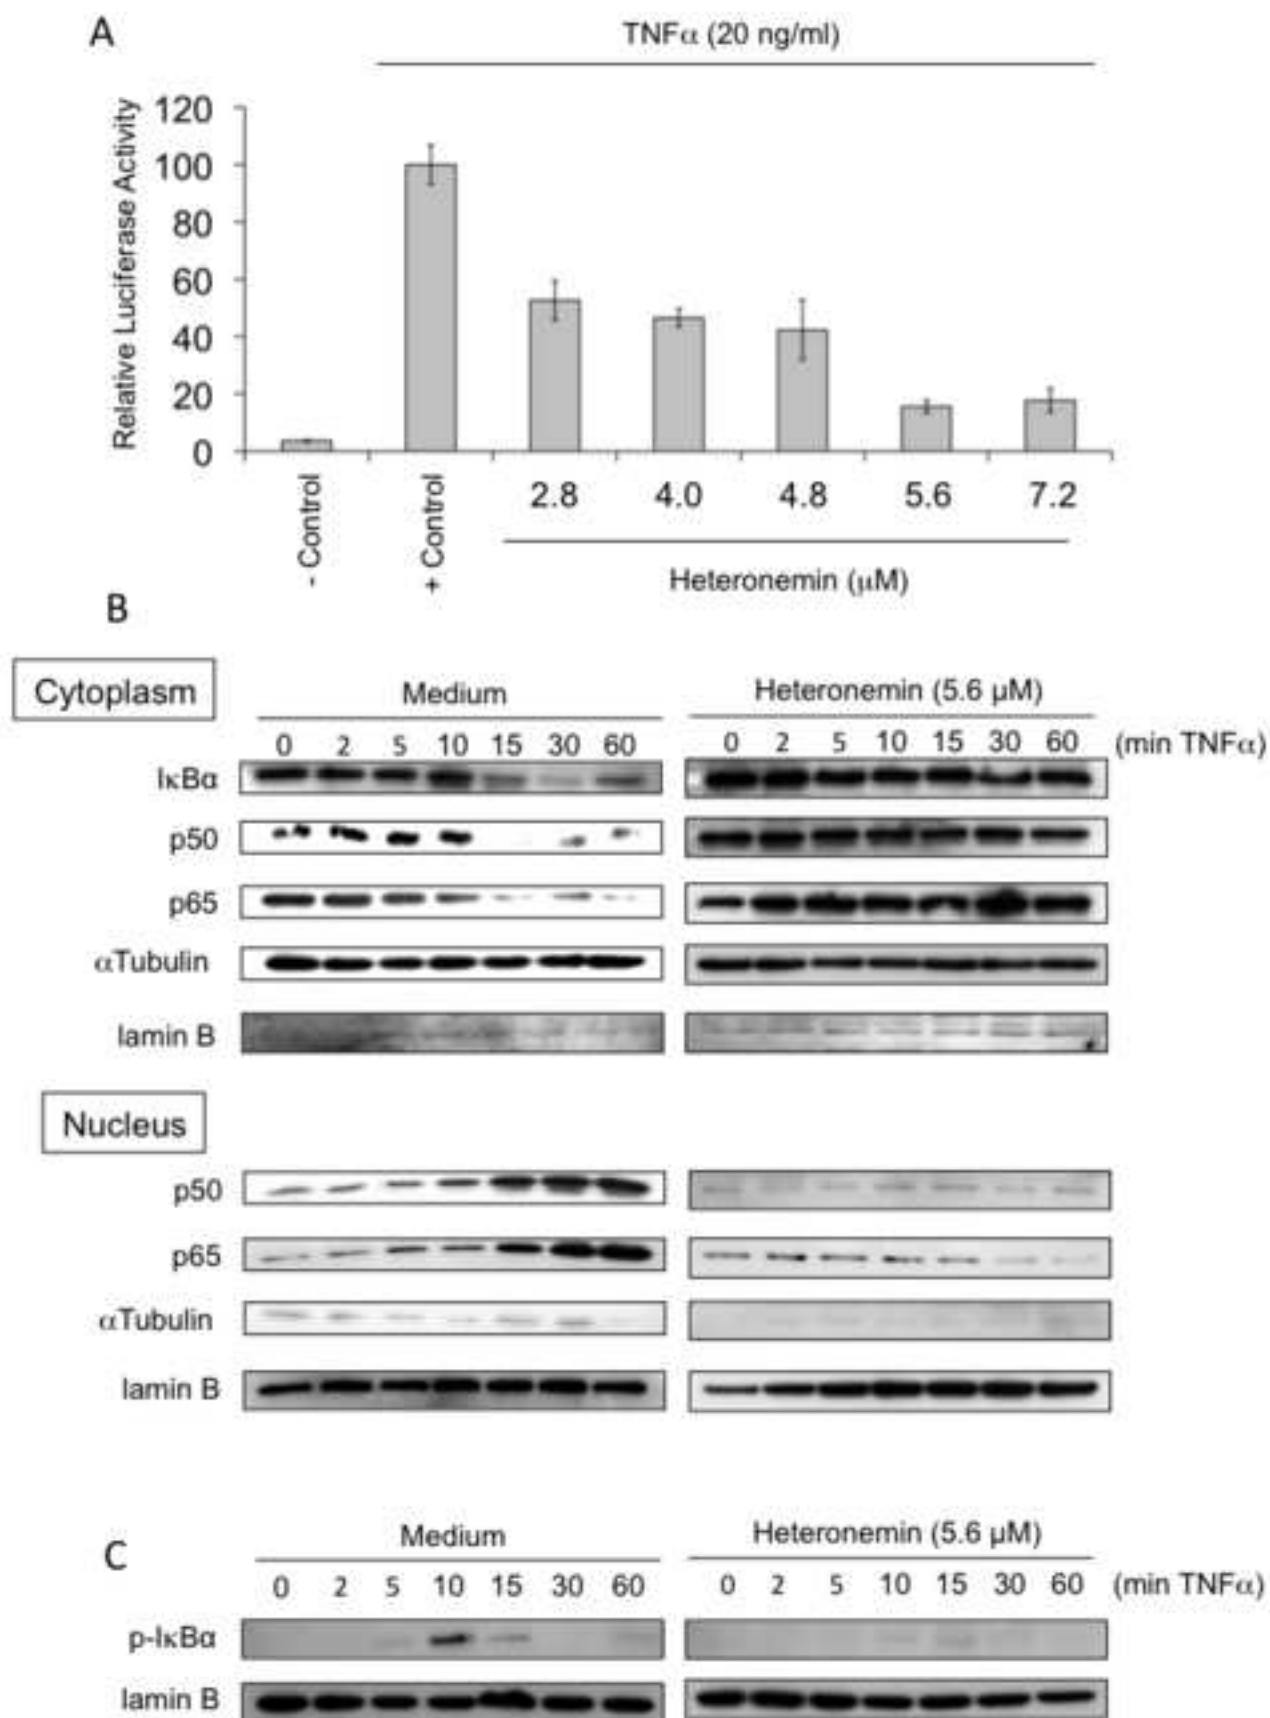 A
TNFα (20 ng/ml)
Relative Luciferase Activity
120
100
80
60
40
20
0
- Control
+ Control
2.8 4.0 4.8 5.6 7.2
Heteronemin (μM)
B
Cytoplasm
Medium
Heteronemin (5.6 μM)
0 2 5 10 15 30 60
0 2 5 10 15 30 60 (min TNFα)
IκBα
p50
p65
αTubulin
lamin B
Nucleus
p50
p65
αTubulin
lamin B
C
Medium
Heteronemin (5.6 μM)
0 2 5 10 15 30 60
0 2 5 10 15 30 60 (min TNFα)
p-IκBα
lamin B